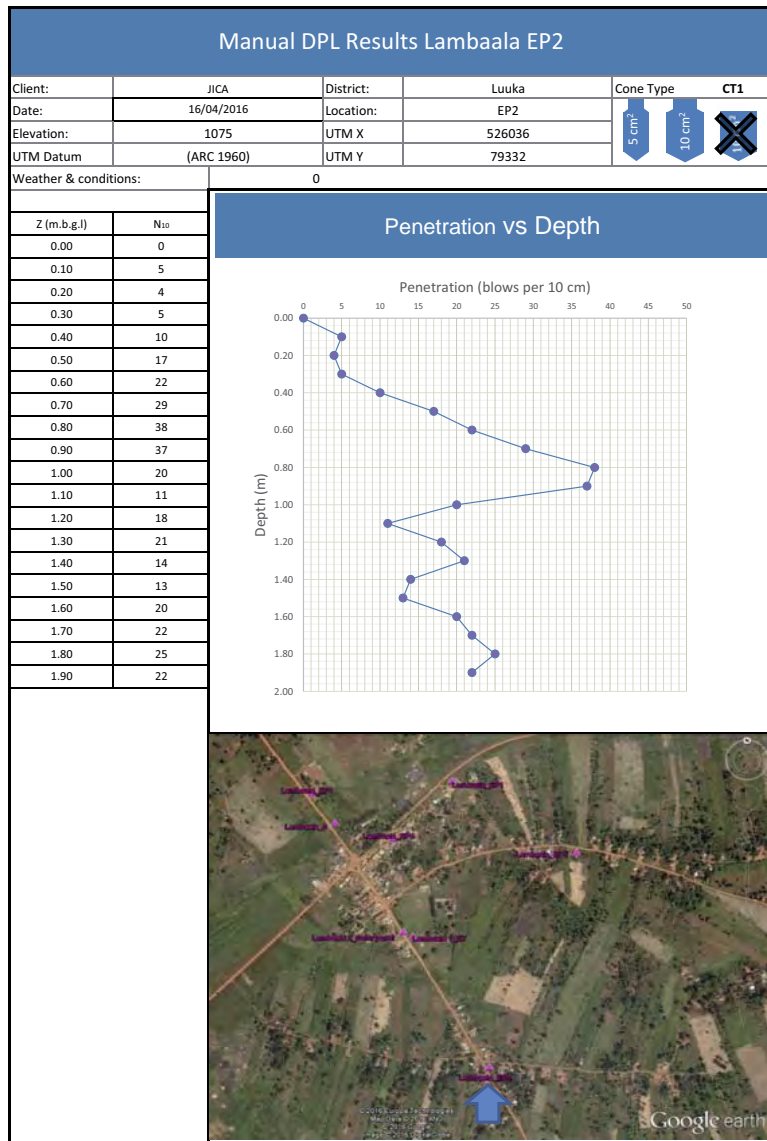 Manual DPL Results Lambaala EP2
Client: JICA District: Luuka Cone Type CT1
Date: 16/04/2016 Location: EP2
Elevation: 1075 UTM X 526036
UTM Datum (ARC 1960) UTM Y 79332
5 cm² 10 cm²
Weather & conditions: 0
Z (m.b.g.l) N10
0.00 0
0.10 5
0.20 4
0.30 5
0.40 10
0.50 17
0.60 22
0.70 29
0.80 38
0.90 37
1.00 20
1.10 11
1.20 18
1.30 21
1.40 14
1.50 13
1.60 20
1.70 22
1.80 25
1.90 22
Penetration vs Depth
Penetration (blows per 10 cm)
0 5 10 15 20 25 30 35 40 45 50
Depth (m)
0.00
0.20
0.40
0.60
0.80
1.00
1.20
1.40
1.60
1.80
2.00
Google earth